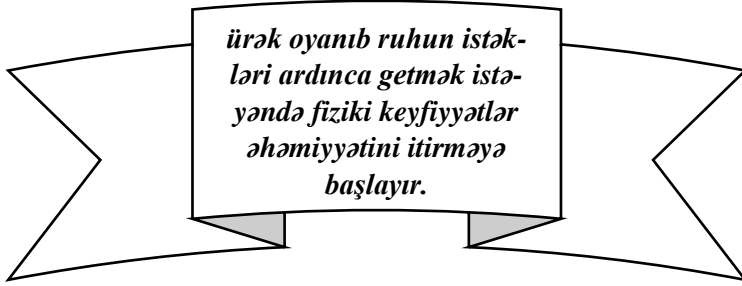 ürək oyanıb ruhun istək-
ləri ardınca getmək istə-
yəndə fiziki keyfiyyətlər
əhəmiyyətini itirməyə
başlayır.